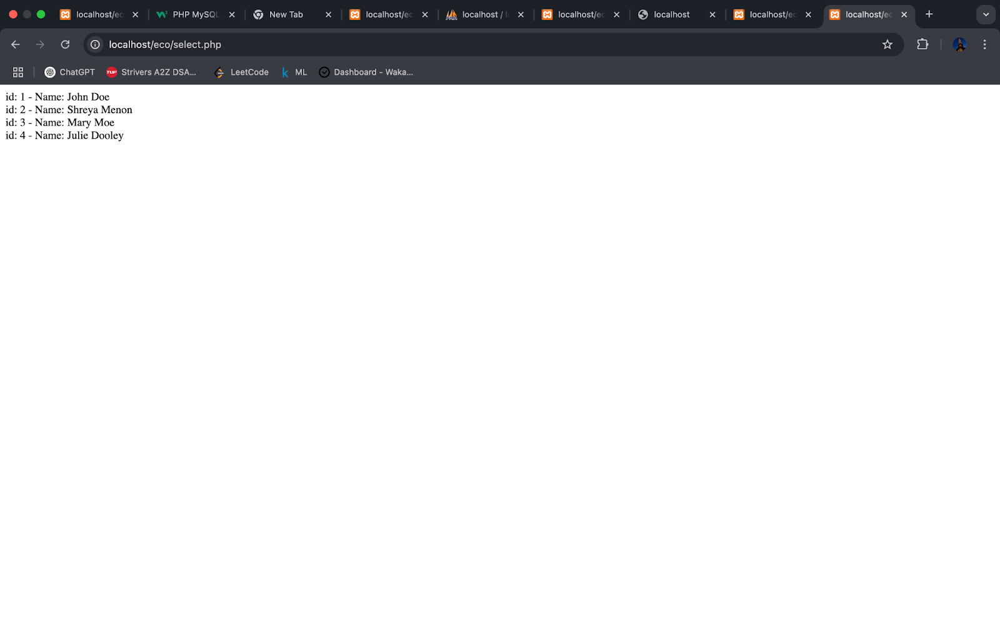 localhost/ec
PHP MySQL
New Tab
localhost/ec
localhost / l
localhost/ec
localhost
localhost/ec
localhost/ec
localhost/eco/select.php
ChatGPT
TUF Strivers A2Z DSA...
LeetCode
k ML
Dashboard - Waka...
id: 1 - Name: John Doe
id: 2 - Name: Shreya Menon
id: 3 - Name: Mary Moe
id: 4 - Name: Julie Dooley